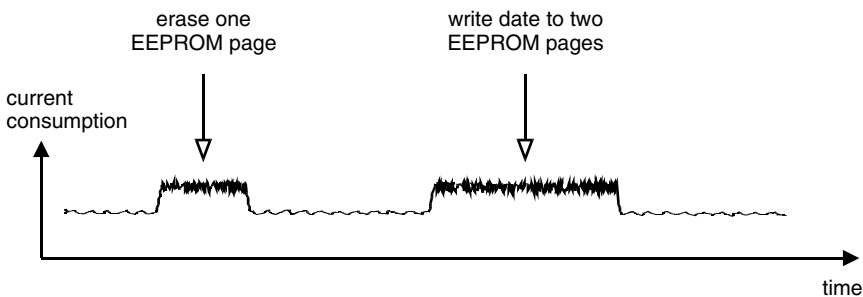 erase one
EEPROM page
write date to two
EEPROM pages
current
consumption
time